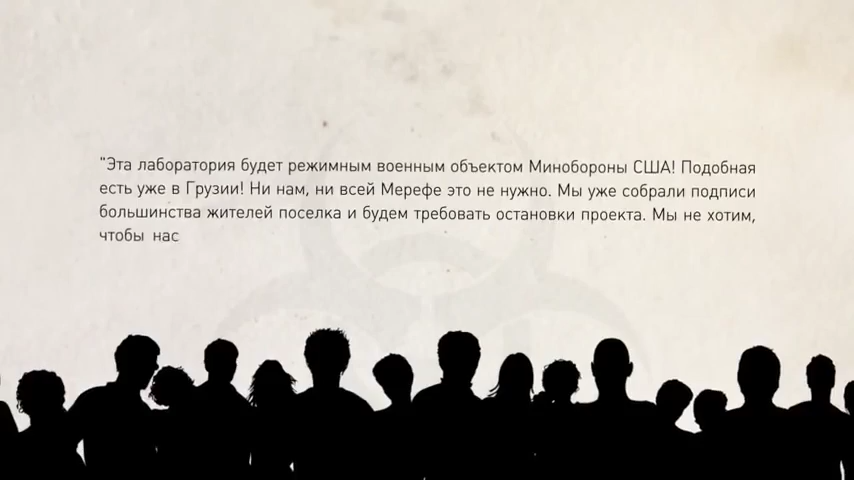 "Эта лаборатория будет режимным военным объектом Минобороны США! Подобная
есть уже в Грузии! Ни нам, ни всей Мерефе это не нужно. Мы уже собрали подписи
большинства жителей поселка и будем требовать остановки проекта. Мы не хотим,
чтобы нас